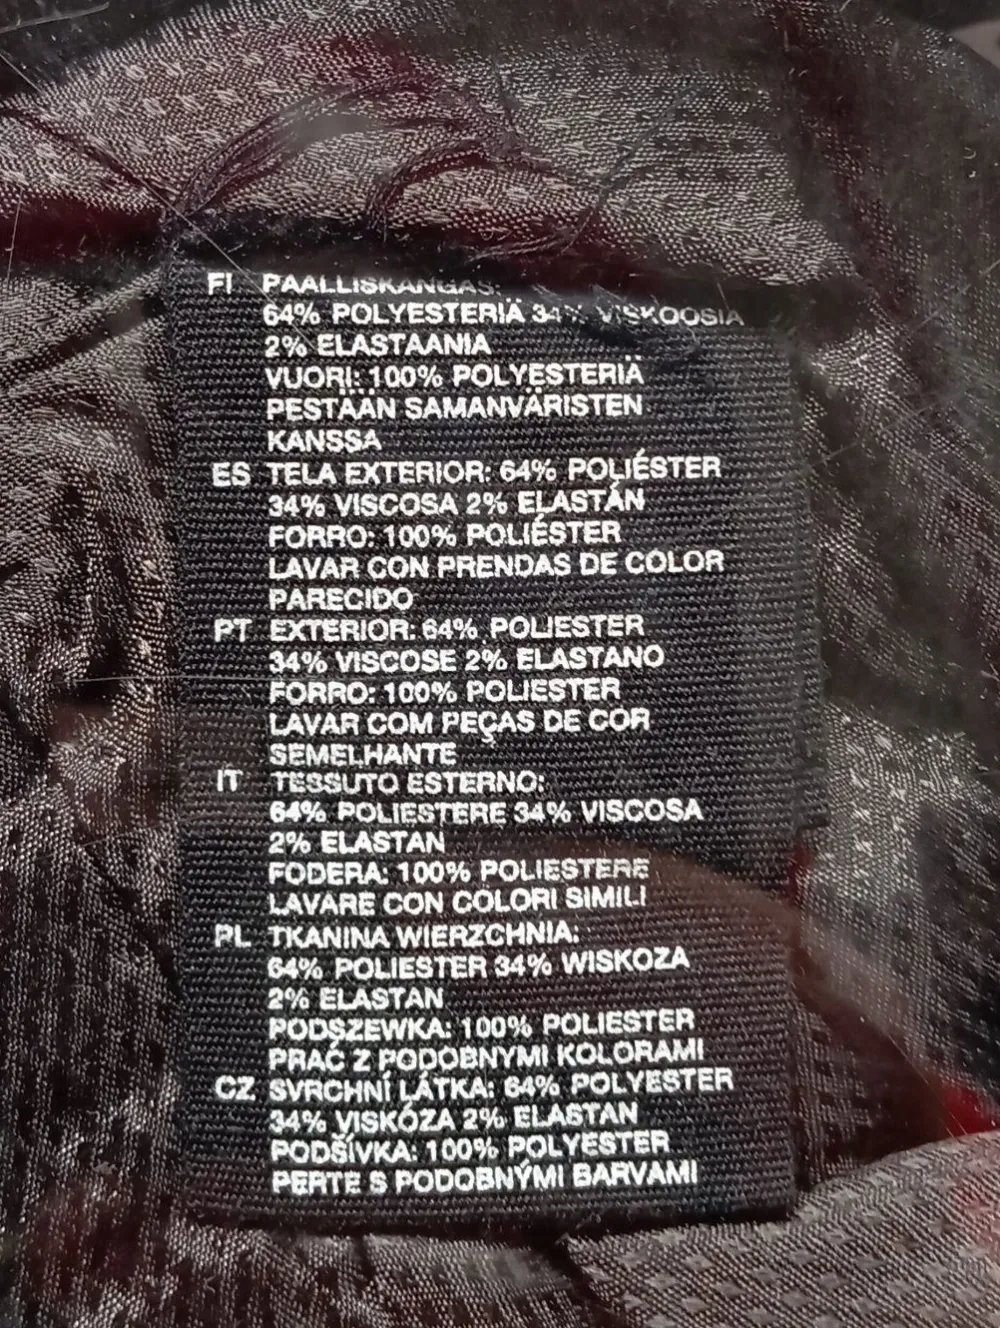 FI PAALLISKANGAS:
64% POLYESTERIÄ 34% VISKOOSIA
2% ELASTAANIA
VUORI: 100% POLYESTERIÄ
PESTÄÄN SAMANVÄRISTEN
KANSSA
ES TELA EXTERIOR: 64% POLIÉSTER
34% VISCOSA 2% ELASTÁN
FORRO: 100% POLIÉSTER
LAVAR CON PRENDAS DE COLOR
PARECIDO
PT EXTERIOR: 64% POLIESTER
34% VISCOSE 2% ELASTANO
FORRO: 100% POLIESTER
LAVAR COM PEÇAS DE COR
SEMELHANTE
IT TESSUTO ESTERNO:
64% POLIESTERE 34% VISCOSA
2% ELASTAN
FODERA: 100% POLIESTERE
LAVARE CON COLORI SIMILI
PL TKANINA WIERZCHNIA:
64% POLIESTER 34% WISKOZA
2% ELASTAN
PODSZEWKA: 100% POLIESTER
PRAĆ Z PODOBNYMI KOLORAMI
CZ SVRCHNÍ LÁTKA: 64% POLYESTER
34% VISKÓZA 2% ELASTAN
PODŠÍVKA: 100% POLYESTER
PERTE S PODOBNÝMI BARVAMI